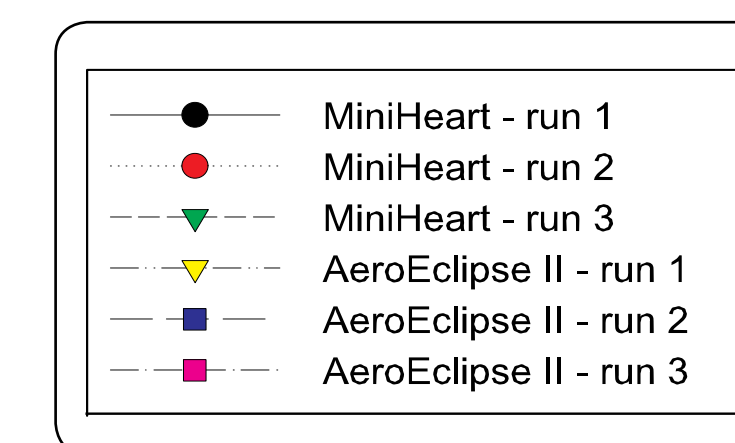 MiniHeart - run 1
MiniHeart - run 2
MiniHeart - run 3
AeroEclipse II - run 1
AeroEclipse II - run 2
AeroEclipse II - run 3